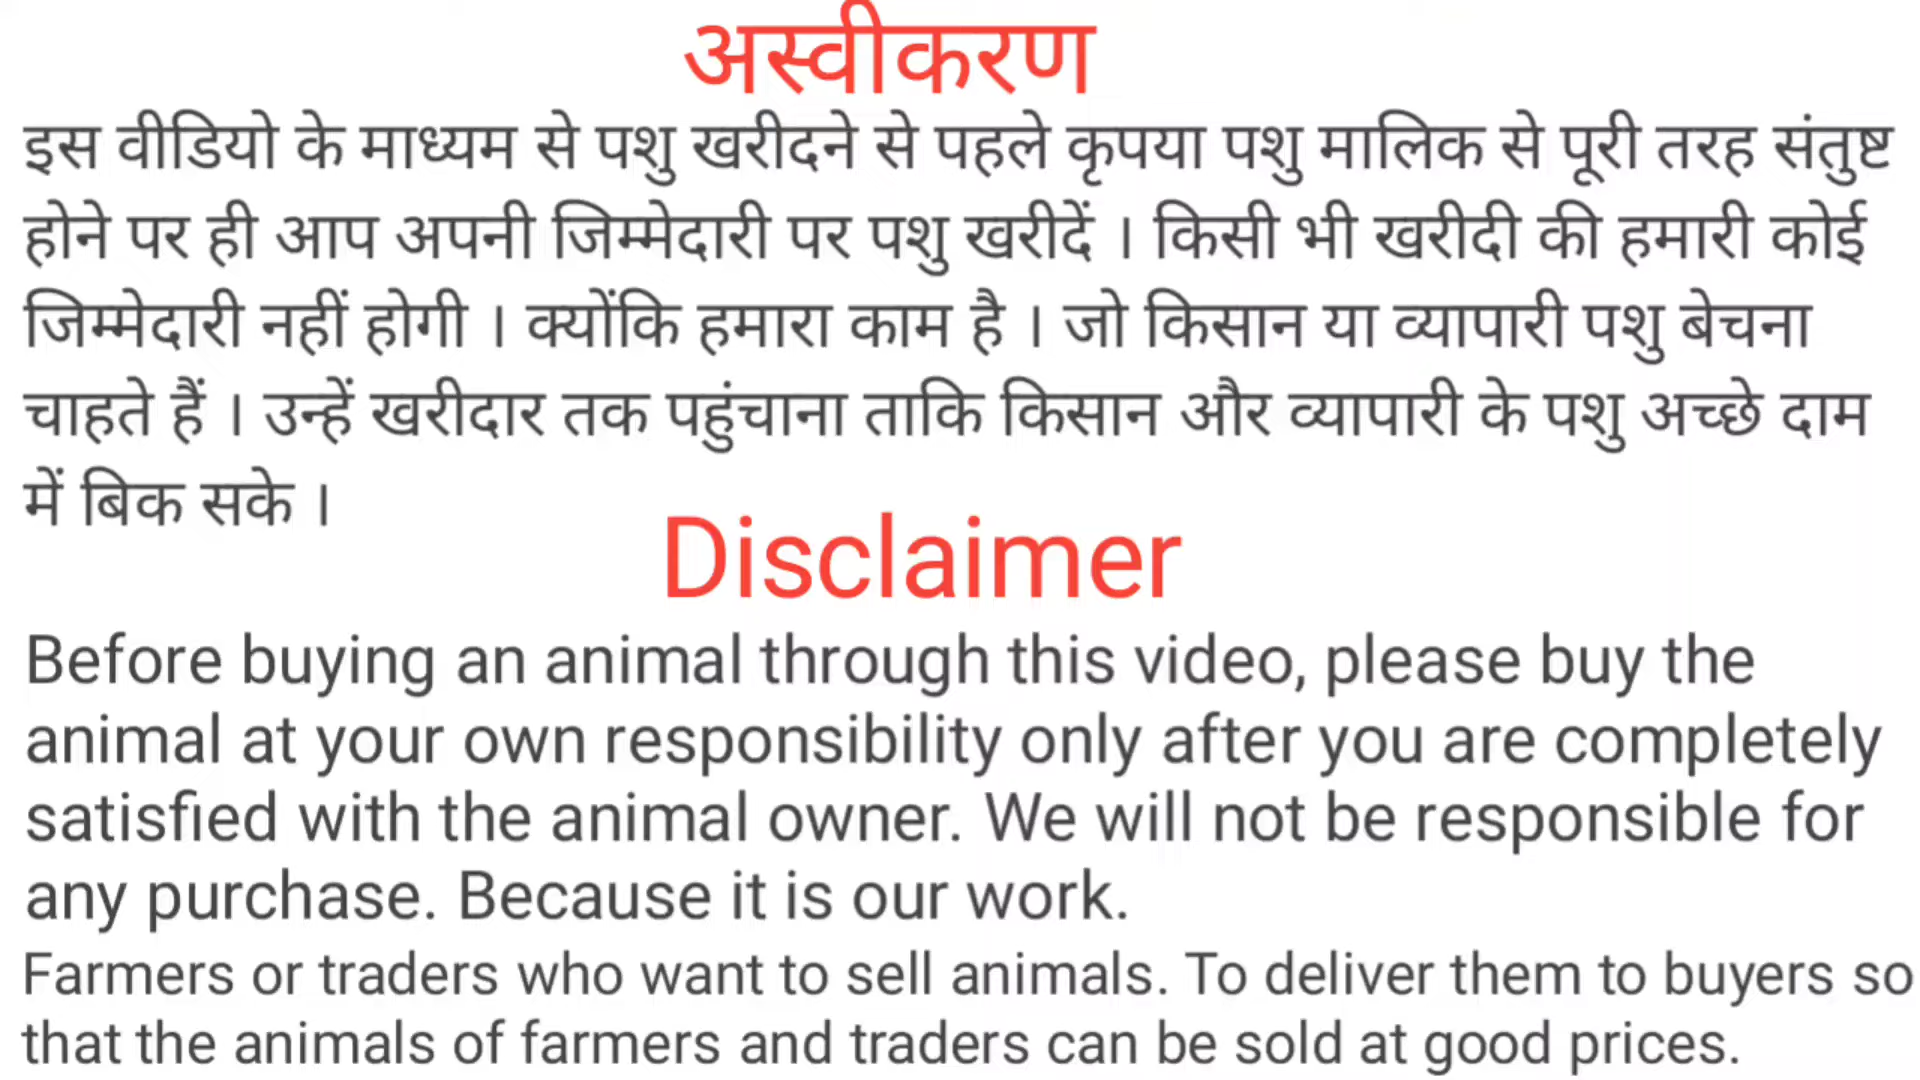 अस्वीकरण
इस वीडियो के माध्यम से पशु खरीदने से पहले कृपया पशु मालिक से पूरी तरह संतुष्ट
होने पर ही आप अपनी जिम्मेदारी पर पशु खरीदें । किसी भी खरीदी की हमारी कोई
जिम्मेदारी नहीं होगी । क्योंकि हमारा काम है । जो किसान या व्यापारी पशु बेचना
चाहते हैं । उन्हें खरीदार तक पहुंचाना ताकि किसान और व्यापारी के पशु अच्छे दाम
में बिक सके ।
Disclaimer
Before buying an animal through this video, please buy the
animal at your own responsibility only after you are completely
satisfied with the animal owner. We will not be responsible for
any purchase. Because it is our work.
Farmers or traders who want to sell animals. To deliver them to buyers so
that the animals of farmers and traders can be sold at good prices.